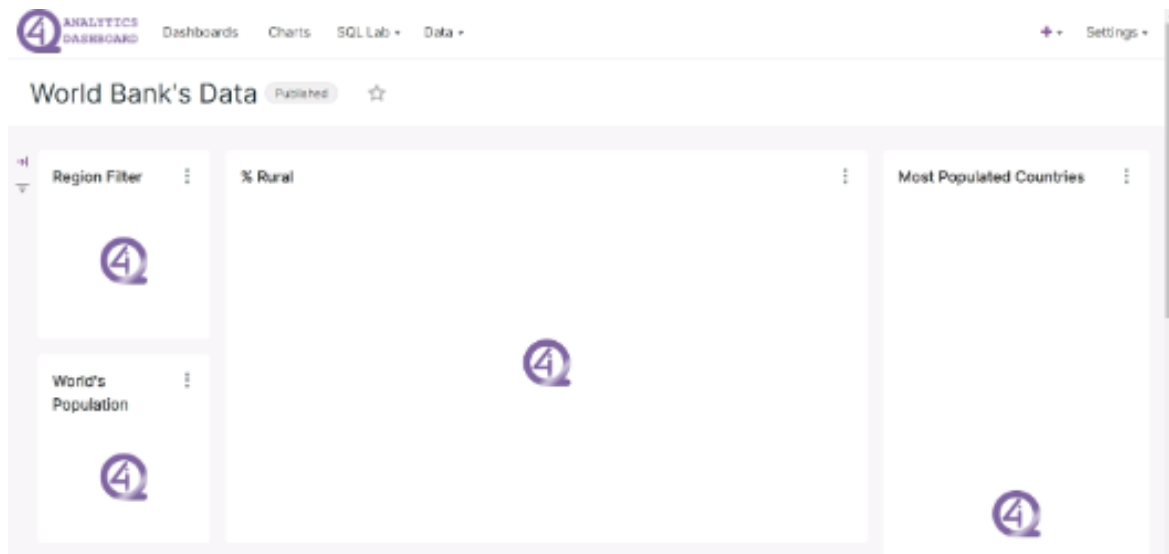 ANALYTICS
DASHBOARD
Dashboards Charts SQL Lab Data
+ Settings
World Bank's Data Published
Region Filter
% Rural
Most Populated Countries
World's
Population